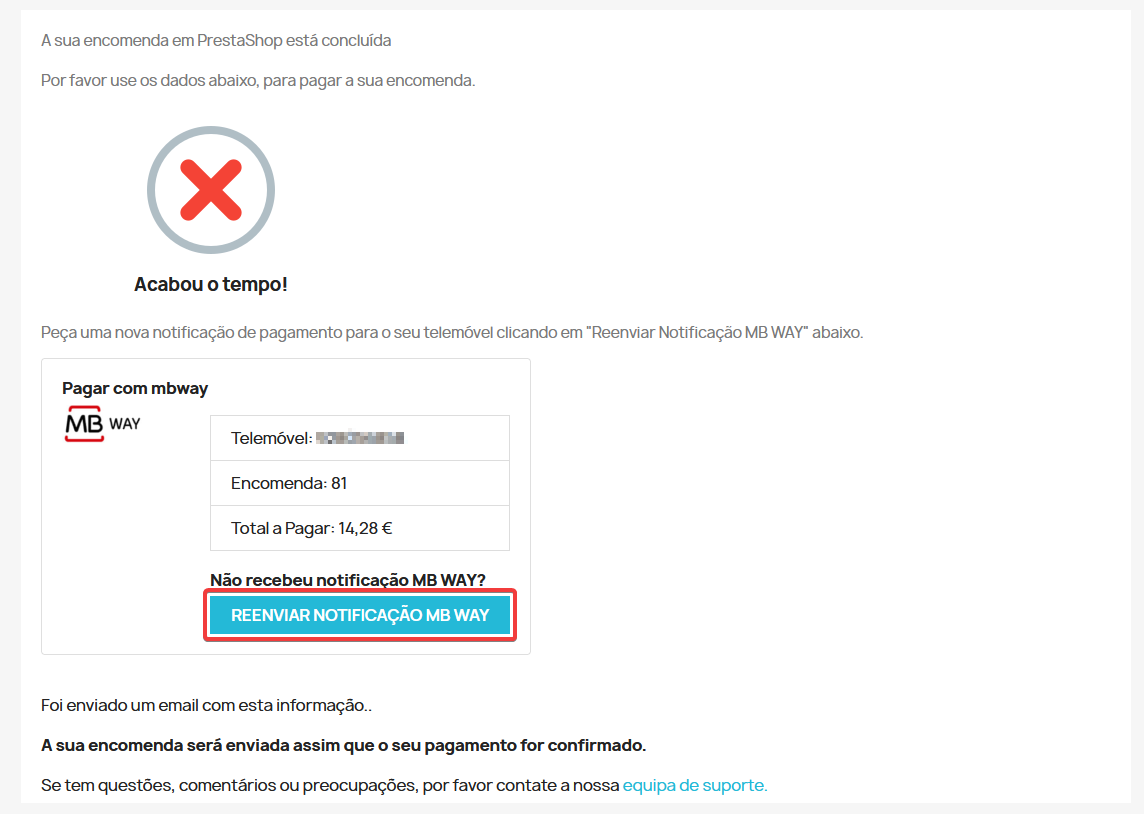 A sua encomenda em PrestaShop está concluída
Por favor use os dados abaixo, para pagar a sua encomenda.
Acabou o tempo!
Peça uma nova notificação de pagamento para o seu telemóvel clicando em "Reenviar Notificação MB WAY" abaixo.
Pagar com mbway
MB WAY
Telemóvel:
Encomenda: 81
Total a Pagar: 14,28 €
Não recebeu notificação MB WAY?
REENVIAR NOTIFICAÇÃO MB WAY
Foi enviado um email com esta informação..
A sua encomenda será enviada assim que o seu pagamento for confirmado.
Se tem questões, comentários ou preocupações, por favor contate a nossa equipa de suporte.